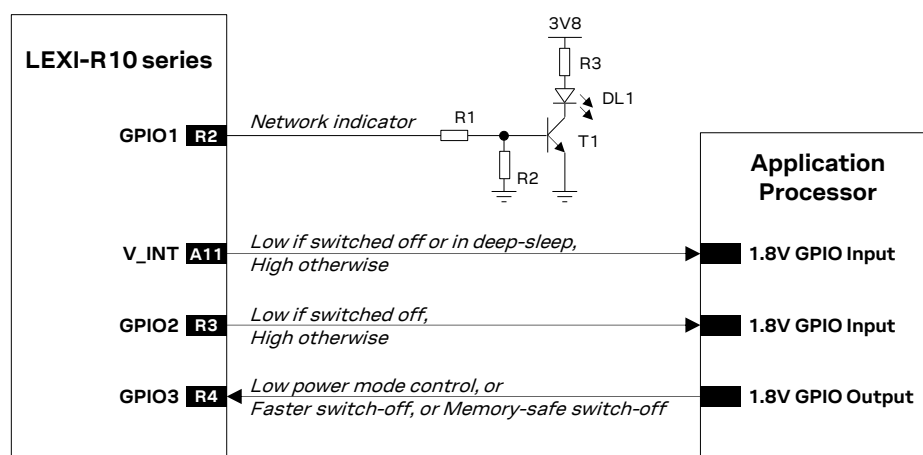 3V8
LEXI-R10 series
R3
DL1
R1
GPIO1 R2 Network indicator
T1
R2
Application
Processor
V_INT A11 Low if switched off or in deep-sleep,
High otherwise
1.8V GPIO Input
GPIO2 R3 Low if switched off,
High otherwise
1.8V GPIO Input
GPIO3 R4 Low power mode control, or
Faster switch-off, or Memory-safe switch-off
1.8V GPIO Output